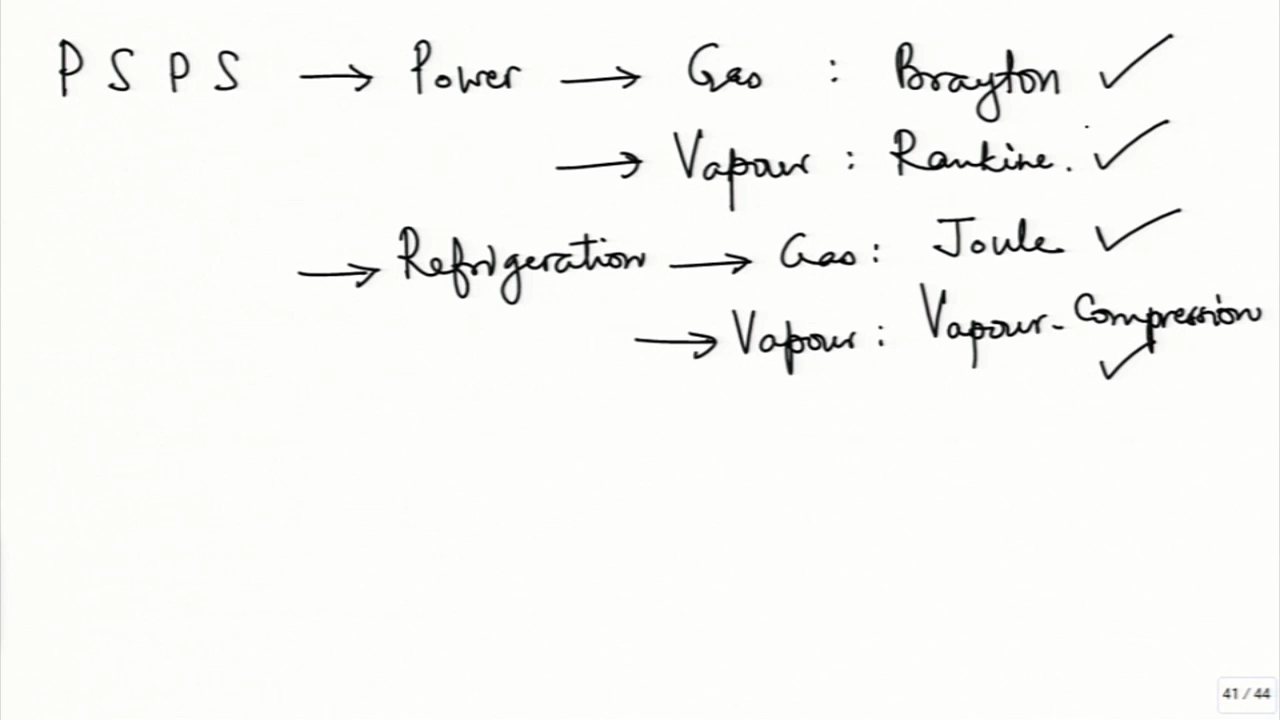 P S P S → Power → Gas : Brayton ✓
→ Vapour : Rankine. ✓
→ Refrigeration → Gas : Joule ✓
→ Vapour : Vapour-Compression ✓
41 / 44